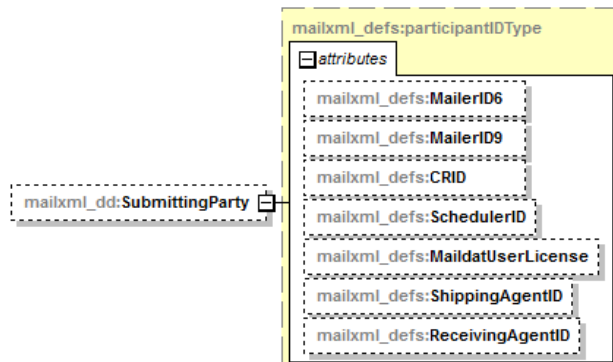 mailxml_defs:participantIDType
attributes
mailxml_defs:MailerID6
mailxml_defs:MailerID9
mailxml_defs:CRID
mailxml_dd:SubmittingParty
mailxml_defs:SchedulerID
mailxml_defs:MaildatUserLicense
mailxml_defs:ShippingAgentID
mailxml_defs:ReceivingAgentID